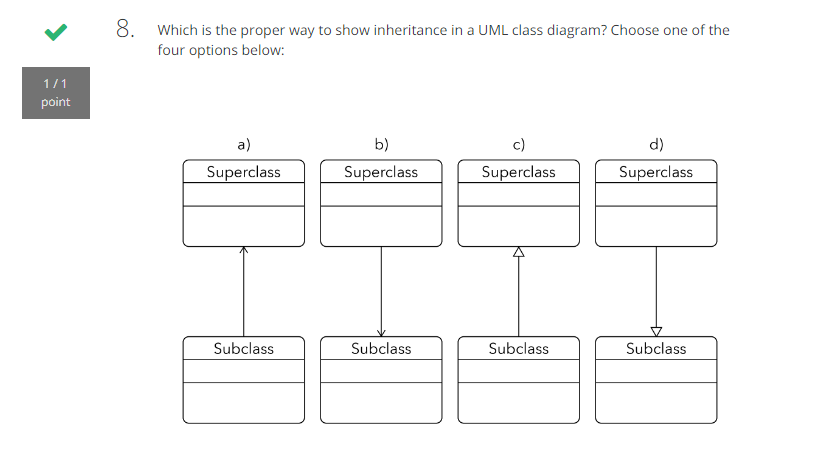 8. Which is the proper way to show inheritance in a UML class diagram? Choose one of the
four options below:
1 / 1
point
a) b) c) d)
Superclass Superclass Superclass Superclass
Subclass Subclass Subclass Subclass